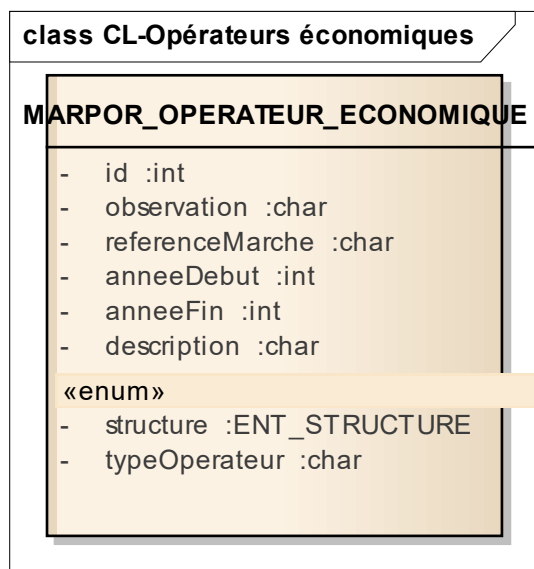 class CL-Opérateurs économiques
MARPOR_OPERATEUR_ECONOMIQUE
- id :int
- observation :char
- referenceMarche :char
- anneeDebut :int
- anneeFin :int
- description :char
«enum»
- structure :ENT_STRUCTURE
- typeOperateur :char